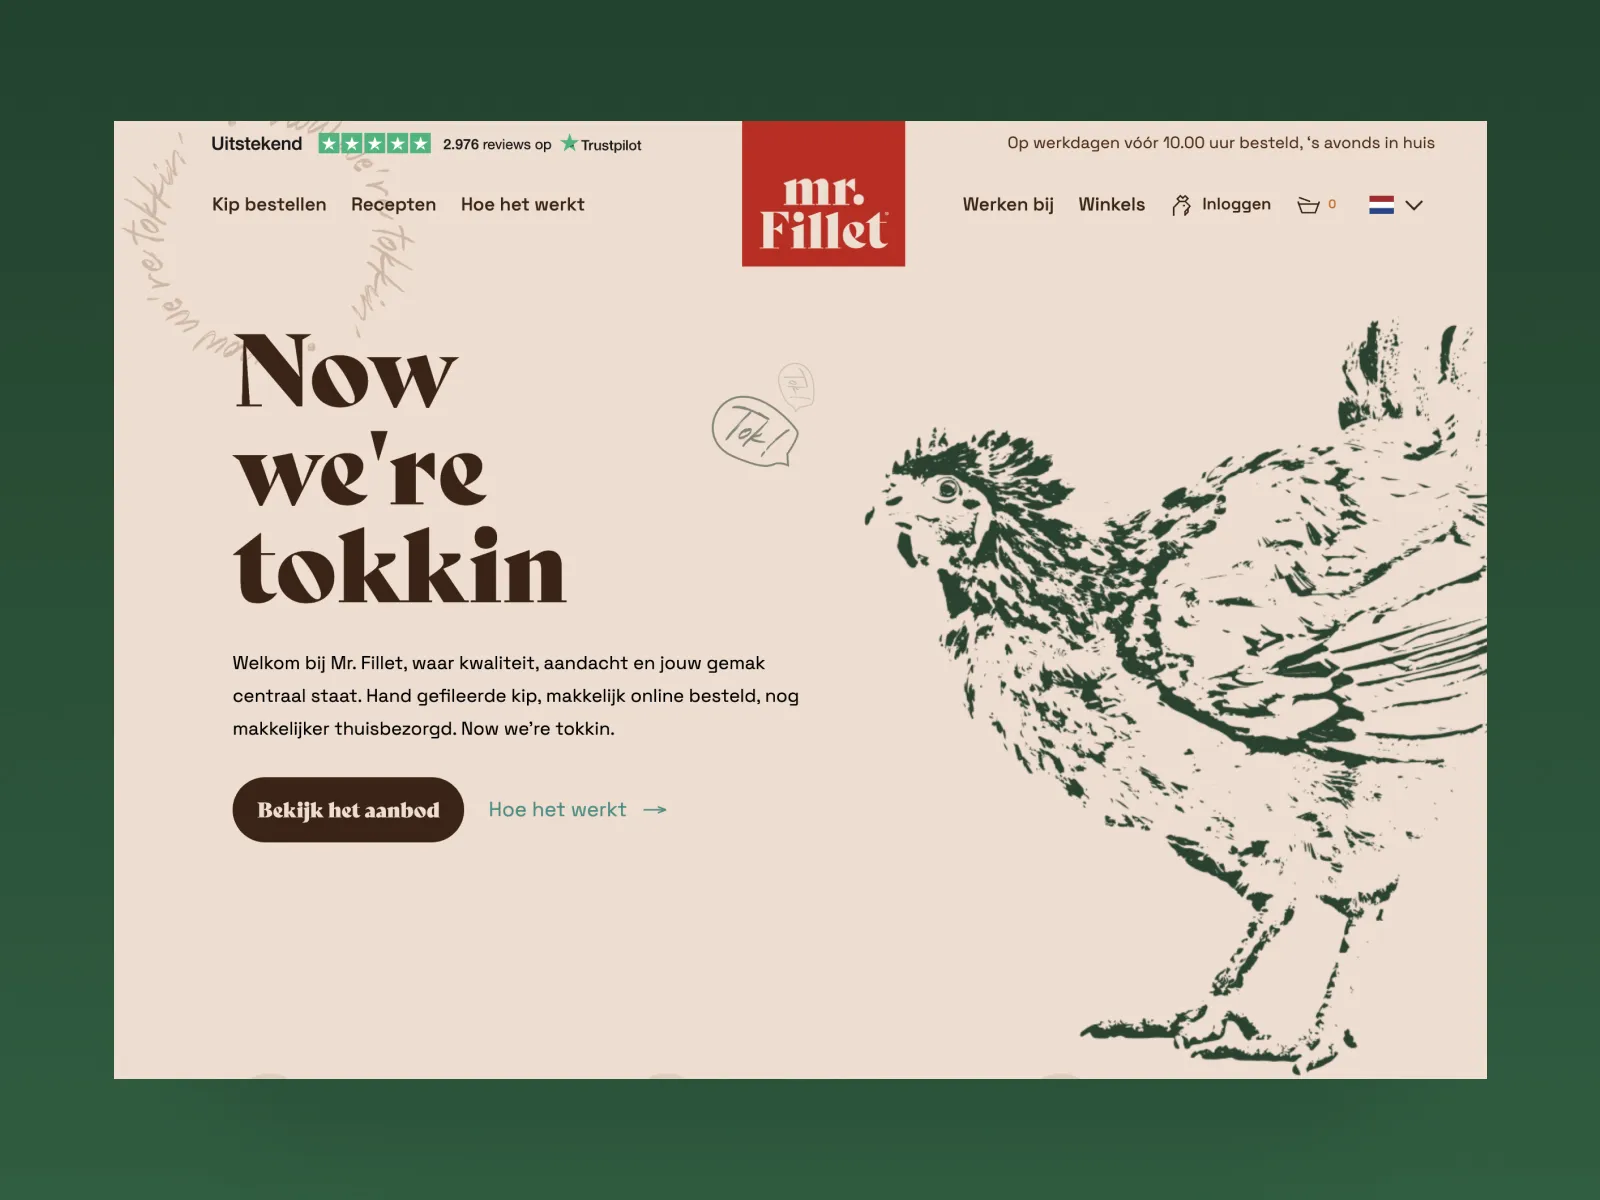 Uitstekend 2.976 reviews op Trustpilot
Op werkdagen vóór 10.00 uur besteld, ‘s avonds in huis
Kip bestellen Recepten Hoe het werkt
mr.
Fillet
Werken bij Winkels Inloggen 0
we're tokkin'
now we're tokkin'
Now
we're
tokkin
Tok!
Tok!
Welkom bij Mr. Fillet, waar kwaliteit, aandacht en jouw gemak
centraal staat. Hand gefileerde kip, makkelijk online besteld, nog
makkelijker thuisbezorgd. Now we’re tokkin.
Bekijk het aanbod Hoe het werkt →